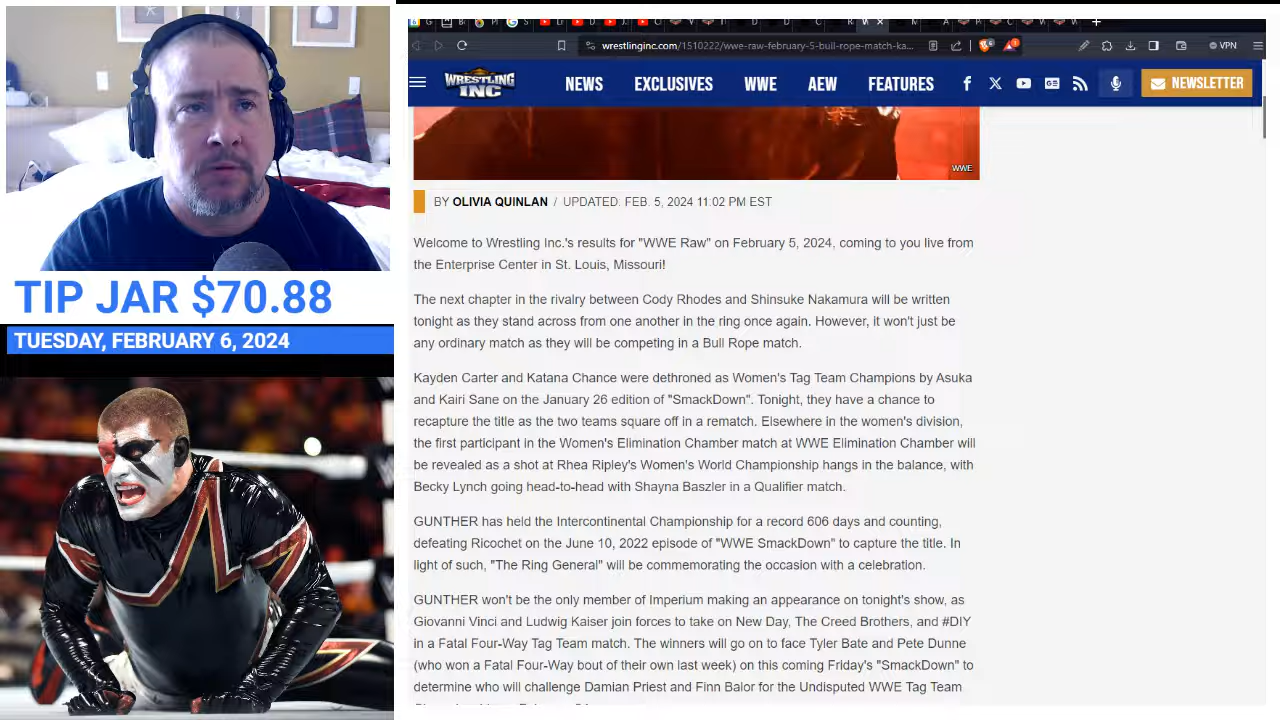 wrestlinginc.com/1510222/wwe-raw-february-5-bull-rope-match-ka...
VPN
WRESTLING INC
NEWS
EXCLUSIVES
WWE
AEW
FEATURES
NEWSLETTER
WWE
BY OLIVIA QUINLAN / UPDATED: FEB. 5, 2024 11:02 PM EST
Welcome to Wrestling Inc.'s results for "WWE Raw" on February 5, 2024, coming to you live from
the Enterprise Center in St. Louis, Missouri!
The next chapter in the rivalry between Cody Rhodes and Shinsuke Nakamura will be written
tonight as they stand across from one another in the ring once again. However, it won't just be
any ordinary match as they will be competing in a Bull Rope match.
Kayden Carter and Katana Chance were dethroned as Women's Tag Team Champions by Asuka
and Kairi Sane on the January 26 edition of "SmackDown". Tonight, they have a chance to
recapture the title as the two teams square off in a rematch. Elsewhere in the women's division,
the first participant in the Women's Elimination Chamber match at WWE Elimination Chamber will
be revealed as a shot at Rhea Ripley's Women's World Championship hangs in the balance, with
Becky Lynch going head-to-head with Shayna Baszler in a Qualifier match.
GUNTHER has held the Intercontinental Championship for a record 606 days and counting,
defeating Ricochet on the June 10, 2022 episode of "WWE SmackDown" to capture the title. In
light of such, "The Ring General" will be commemorating the occasion with a celebration.
GUNTHER won't be the only member of Imperium making an appearance on tonight's show, as
Giovanni Vinci and Ludwig Kaiser join forces to take on New Day, The Creed Brothers, and #DIY
in a Fatal Four-Way Tag Team match. The winners will go on to face Tyler Bate and Pete Dunne
(who won a Fatal Four-Way bout of their own last week) on this coming Friday's "SmackDown" to
determine who will challenge Damian Priest and Finn Balor for the Undisputed WWE Tag Team
TIP JAR $70.88
TUESDAY, FEBRUARY 6, 2024